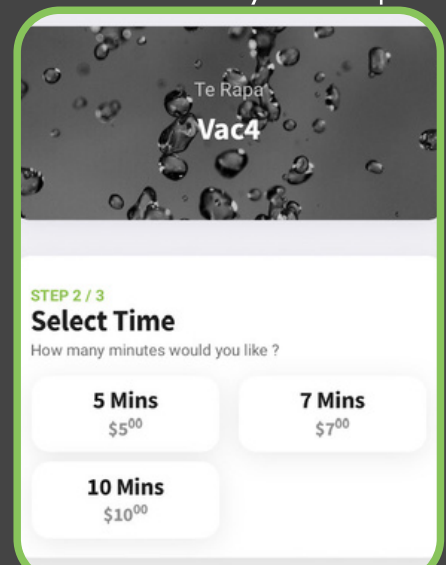 Te Rapa
Vac4
STEP 2 / 3
Select Time
How many minutes would you like ?
5 Mins
$5⁰⁰
7 Mins
$7⁰⁰
10 Mins
$10⁰⁰